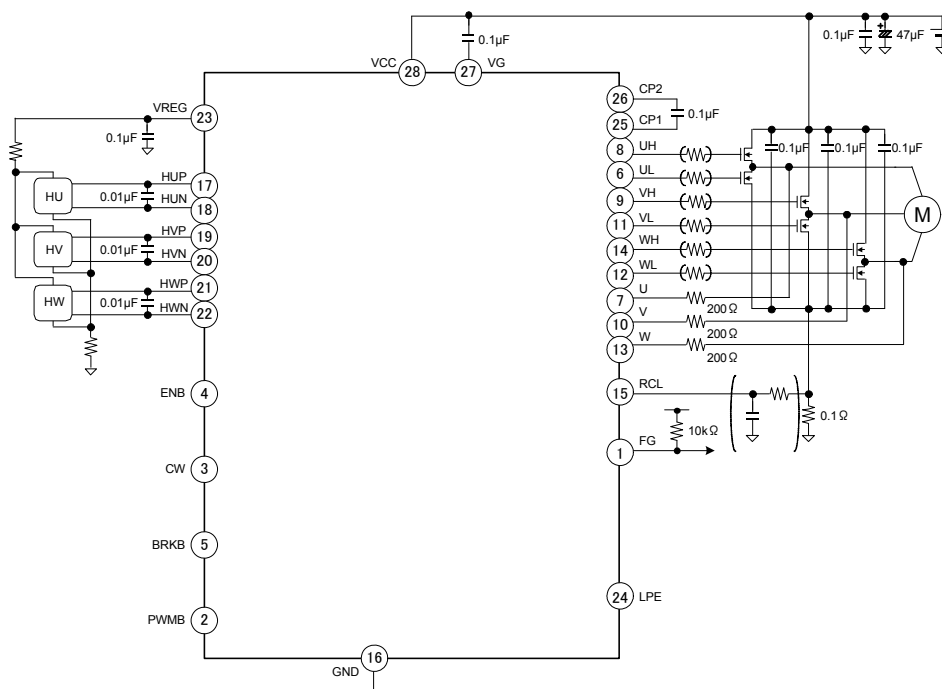 0.1µF
0.1µF
+
47µF
VCC
28
27
VG
VREG
23
0.1µF
26
CP2
25
CP1
0.1µF
8
UH
6
UL
9
VH
11
VL
14
WH
12
WL
7
U
10
V
13
W
200Ω
200Ω
200Ω
0.1µF
0.1µF
0.1µF
M
HU
HUP
17
0.01µF
HUN
18
HV
HVP
19
0.01µF
HVN
20
HW
HWP
21
0.01µF
HWN
22
ENB
4
15
RCL
0.1Ω
10kΩ
1
FG
CW
3
BRKB
5
24
LPE
PWMB
2
16
GND